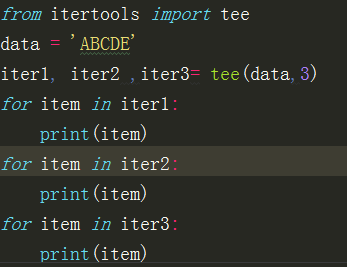 from itertools import tee
data = 'ABCDE'
iter1, iter2 ,iter3= tee(data,3)
for item in iter1:
    print(item)
for item in iter2:
    print(item)
for item in iter3:
    print(item)